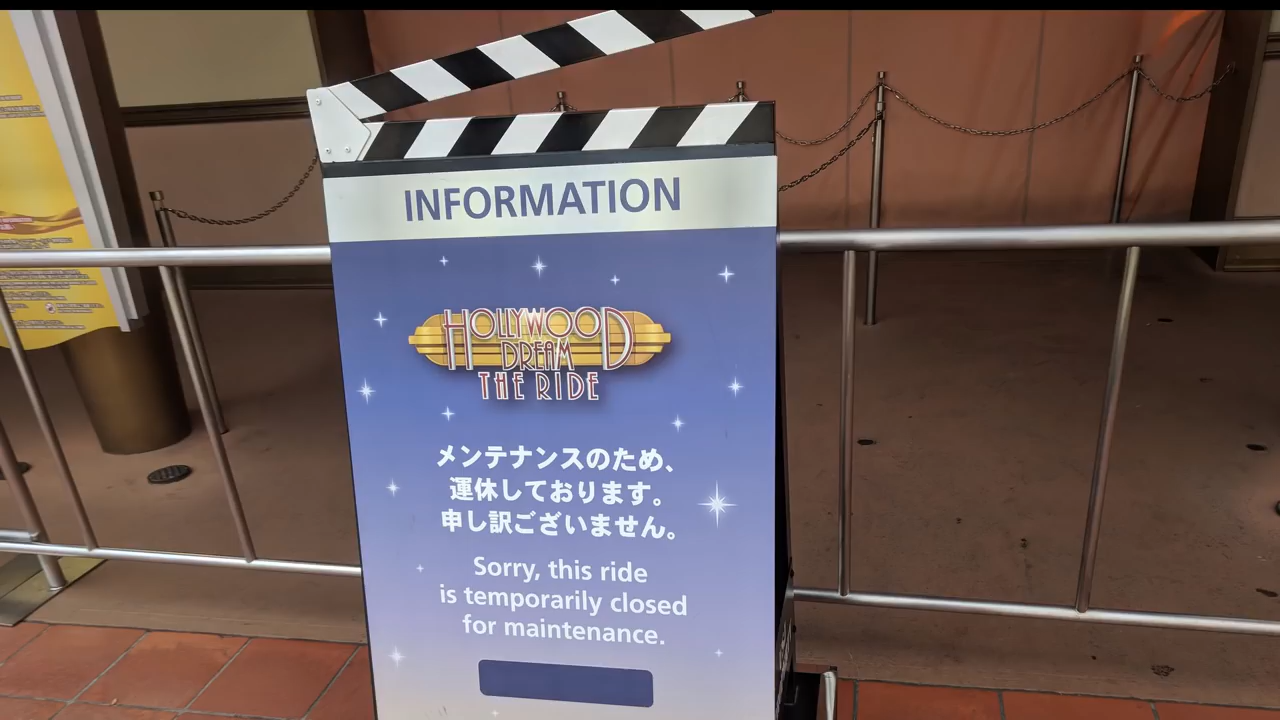 INFORMATION
HOLLYWOOD
DREAM
THE RIDE
メンテナンスのため、
運休しております。
申し訳ございません。
Sorry, this ride
is temporarily closed
for maintenance.